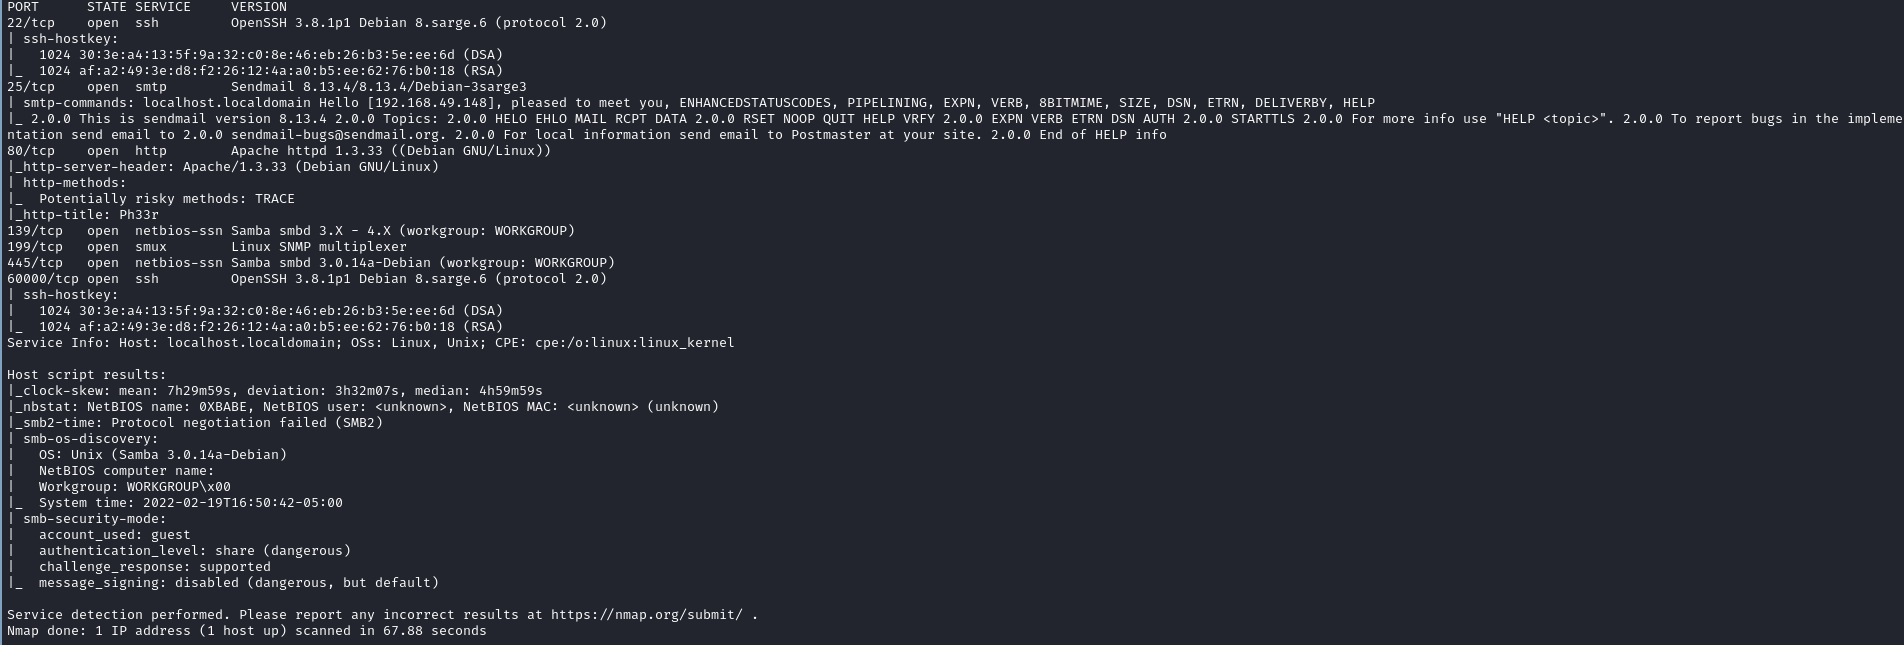 PORT      STATE SERVICE     VERSION
22/tcp    open  ssh         OpenSSH 3.8.1p1 Debian 8.sarge.6 (protocol 2.0)
| ssh-hostkey:
|   1024 30:3e:a4:13:5f:9a:32:c0:8e:46:eb:26:b3:5e:ee:6d (DSA)
|_  1024 af:a2:49:3e:d8:f2:26:12:4a:a0:b5:ee:62:76:b0:18 (RSA)
25/tcp    open  smtp        Sendmail 8.13.4/8.13.4/Debian-3sarge3
| smtp-commands: localhost.localdomain Hello [192.168.49.148], pleased to meet you, ENHANCEDSTATUSCODES, PIPELINING, EXPN, VERB, 8BITMIME, SIZE, DSN, ETRN, DELIVERBY, HELP
|_ 2.0.0 This is sendmail version 8.13.4 2.0.0 Topics: 2.0.0 HELO EHLO MAIL RCPT DATA 2.0.0 RSET NOOP QUIT HELP VRFY 2.0.0 EXPN VERB ETRN DSN AUTH 2.0.0 STARTTLS 2.0.0 For more info use "HELP <topic>". 2.0.0 To report bugs in the impleme
ntation send email to 2.0.0 sendmail-bugs@sendmail.org. 2.0.0 For local information send email to Postmaster at your site. 2.0.0 End of HELP info
80/tcp    open  http        Apache httpd 1.3.33 ((Debian GNU/Linux))
|_http-server-header: Apache/1.3.33 (Debian GNU/Linux)
| http-methods:
|_  Potentially risky methods: TRACE
|_http-title: Ph33r
139/tcp   open  netbios-ssn Samba smbd 3.X - 4.X (workgroup: WORKGROUP)
199/tcp   open  smux        Linux SNMP multiplexer
445/tcp   open  netbios-ssn Samba smbd 3.0.14a-Debian (workgroup: WORKGROUP)
60000/tcp open  ssh         OpenSSH 3.8.1p1 Debian 8.sarge.6 (protocol 2.0)
| ssh-hostkey:
|   1024 30:3e:a4:13:5f:9a:32:c0:8e:46:eb:26:b3:5e:ee:6d (DSA)
|_  1024 af:a2:49:3e:d8:f2:26:12:4a:a0:b5:ee:62:76:b0:18 (RSA)
Service Info: Host: localhost.localdomain; OSs: Linux, Unix; CPE: cpe:/o:linux:linux_kernel

Host script results:
|_clock-skew: mean: 7h29m59s, deviation: 3h32m07s, median: 4h59m59s
|_nbstat: NetBIOS name: 0XBABE, NetBIOS user: <unknown>, NetBIOS MAC: <unknown> (unknown)
|_smb2-time: Protocol negotiation failed (SMB2)
| smb-os-discovery:
|   OS: Unix (Samba 3.0.14a-Debian)
|   NetBIOS computer name:
|   Workgroup: WORKGROUP\x00
|_  System time: 2022-02-19T16:50:42-05:00
| smb-security-mode:
|   account_used: guest
|   authentication_level: share (dangerous)
|   challenge_response: supported
|_  message_signing: disabled (dangerous, but default)

Service detection performed. Please report any incorrect results at https://nmap.org/submit/ .
Nmap done: 1 IP address (1 host up) scanned in 67.88 seconds